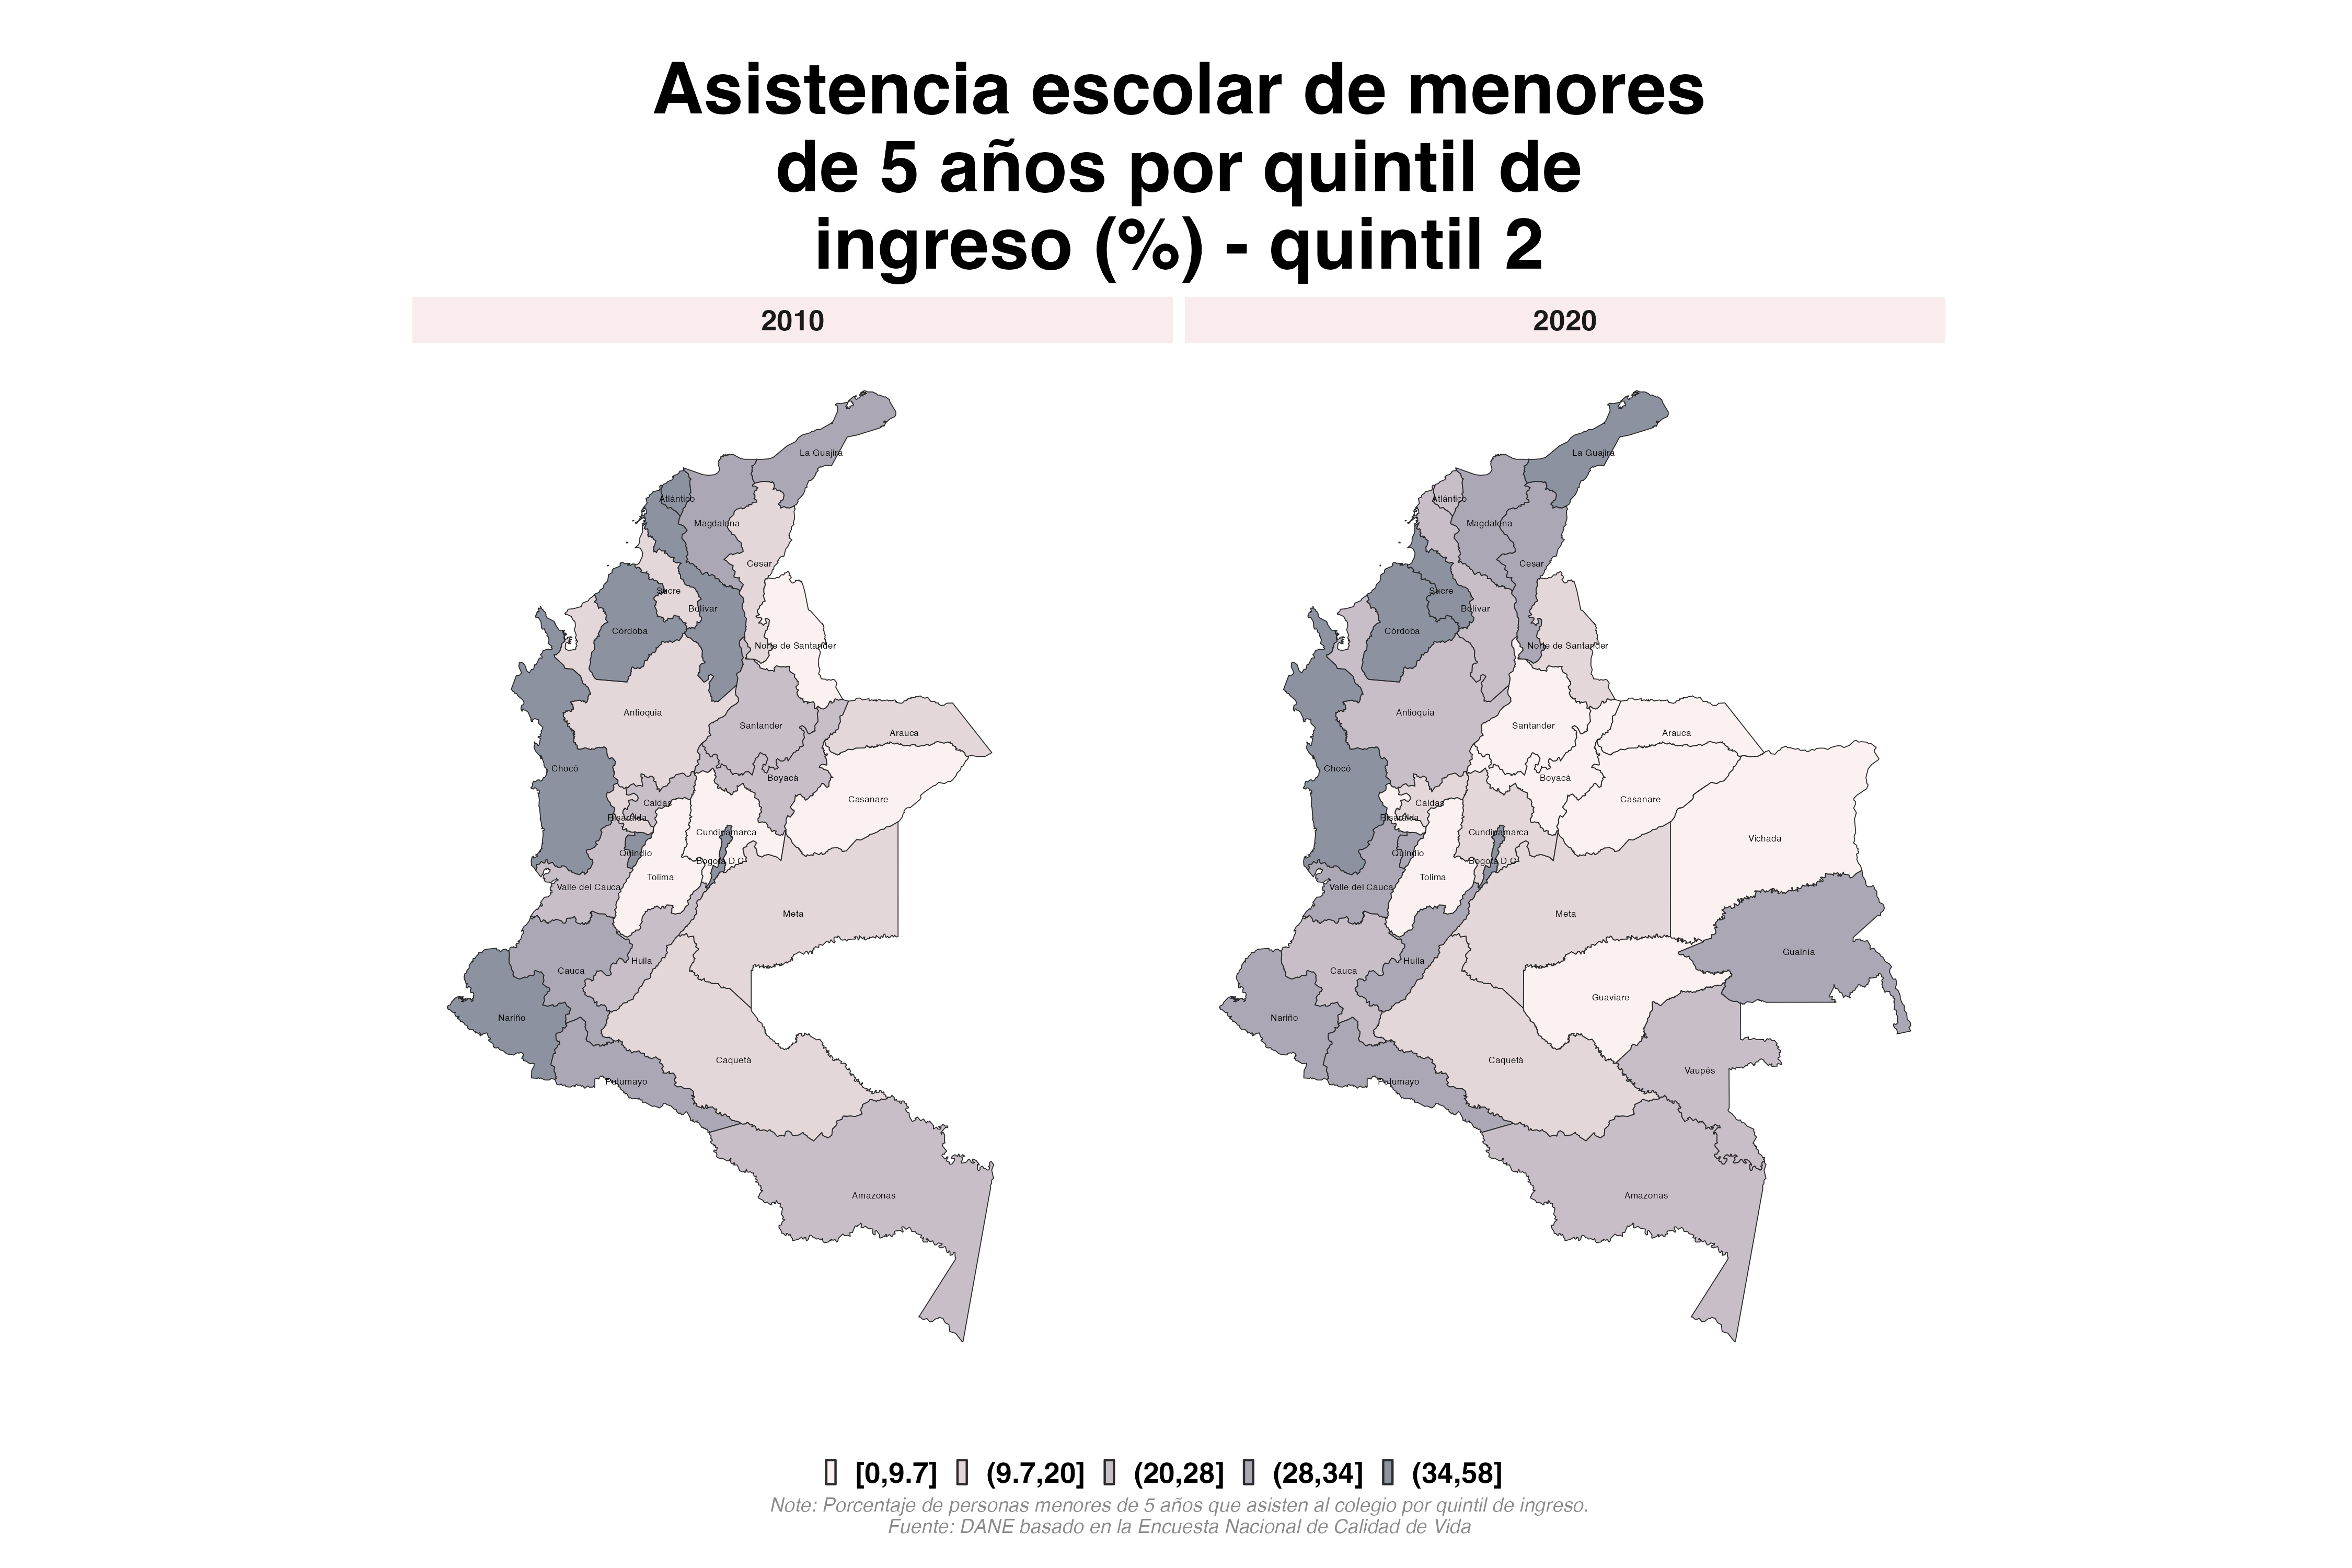 Asistencia escolar de menores
de 5 años por quintil de
ingreso (%) - quintil 2
2010
2020
La Guajira
Atlántico
Magdalena
Cesar
Sucre
Bolívar
Córdoba
Norte de Santander
Antioquia
Santander
Arauca
Chocó
Boyacá
Casanare
Caldas
Risaralda
Cundinamarca
Quindío
Bogotá D.C.
Tolima
Valle del Cauca
Meta
Huila
Cauca
Nariño
Caquetá
Putumayo
Amazonas
La Guajira
Atlántico
Magdalena
Cesar
Sucre
Bolívar
Córdoba
Norte de Santander
Antioquia
Santander
Arauca
Chocó
Boyacá
Casanare
Caldas
Risaralda
Cundinamarca
Vichada
Quindío
Bogotá D.C.
Tolima
Valle del Cauca
Meta
Guainía
Huila
Cauca
Guaviare
Nariño
Caquetá
Vaupés
Putumayo
Amazonas
[0,9.7] (9.7,20] (20,28] (28,34] (34,58]
Note: Porcentaje de personas menores de 5 años que asisten al colegio por quintil de ingreso.
Fuente: DANE basado en la Encuesta Nacional de Calidad de Vida